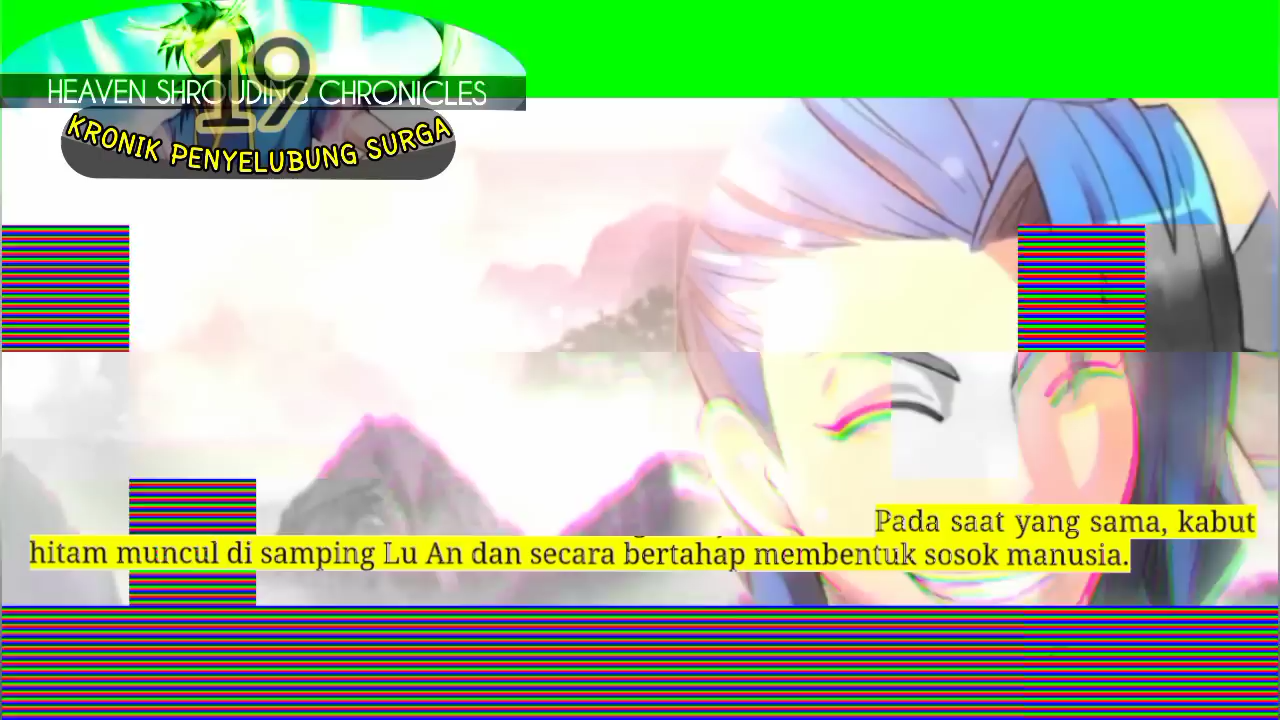 19
HEAVEN SHROUDING CHRONICLES
KRONIK PENYELUBUNG SURGA
Pada saat yang sama, kabut
hitam muncul di samping Lu An dan secara bertahap membentuk sosok manusia.